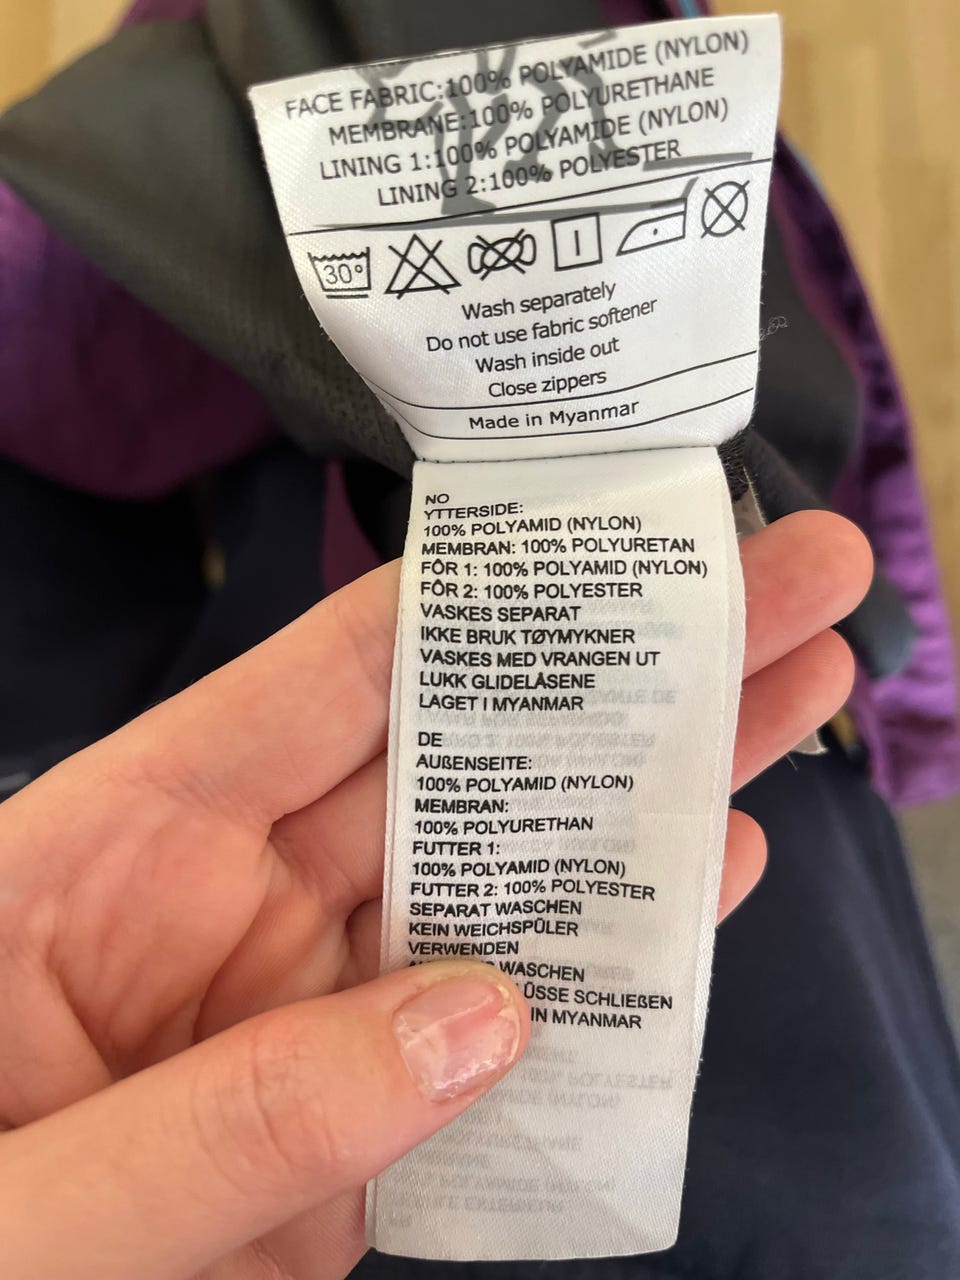 FACE FABRIC:100% POLYAMIDE (NYLON)
MEMBRANE:100% POLYURETHANE
LINING 1:100% POLYAMIDE (NYLON)
LINING 2:100% POLYESTER
30°
Wash separately
Do not use fabric softener
Wash inside out
Close zippers
Made in Myanmar
NO
YTTERSIDE:
100% POLYAMID (NYLON)
MEMBRAN: 100% POLYURETAN
FÔR 1: 100% POLYAMID (NYLON)
FÔR 2: 100% POLYESTER
VASKES SEPARAT
IKKE BRUK TØYMYKNER
VASKES MED VRANGEN UT
LUKK GLIDELÅSENE
LAGET I MYANMAR
DE
AUßENSEITE:
100% POLYAMID (NYLON)
MEMBRAN:
100% POLYURETHAN
FUTTER 1:
100% POLYAMID (NYLON)
FUTTER 2: 100% POLYESTER
SEPARAT WASCHEN
KEIN WEICHSPÜLER
VERWENDEN
WASCHEN
SCHLIEßEN
IN MYANMAR